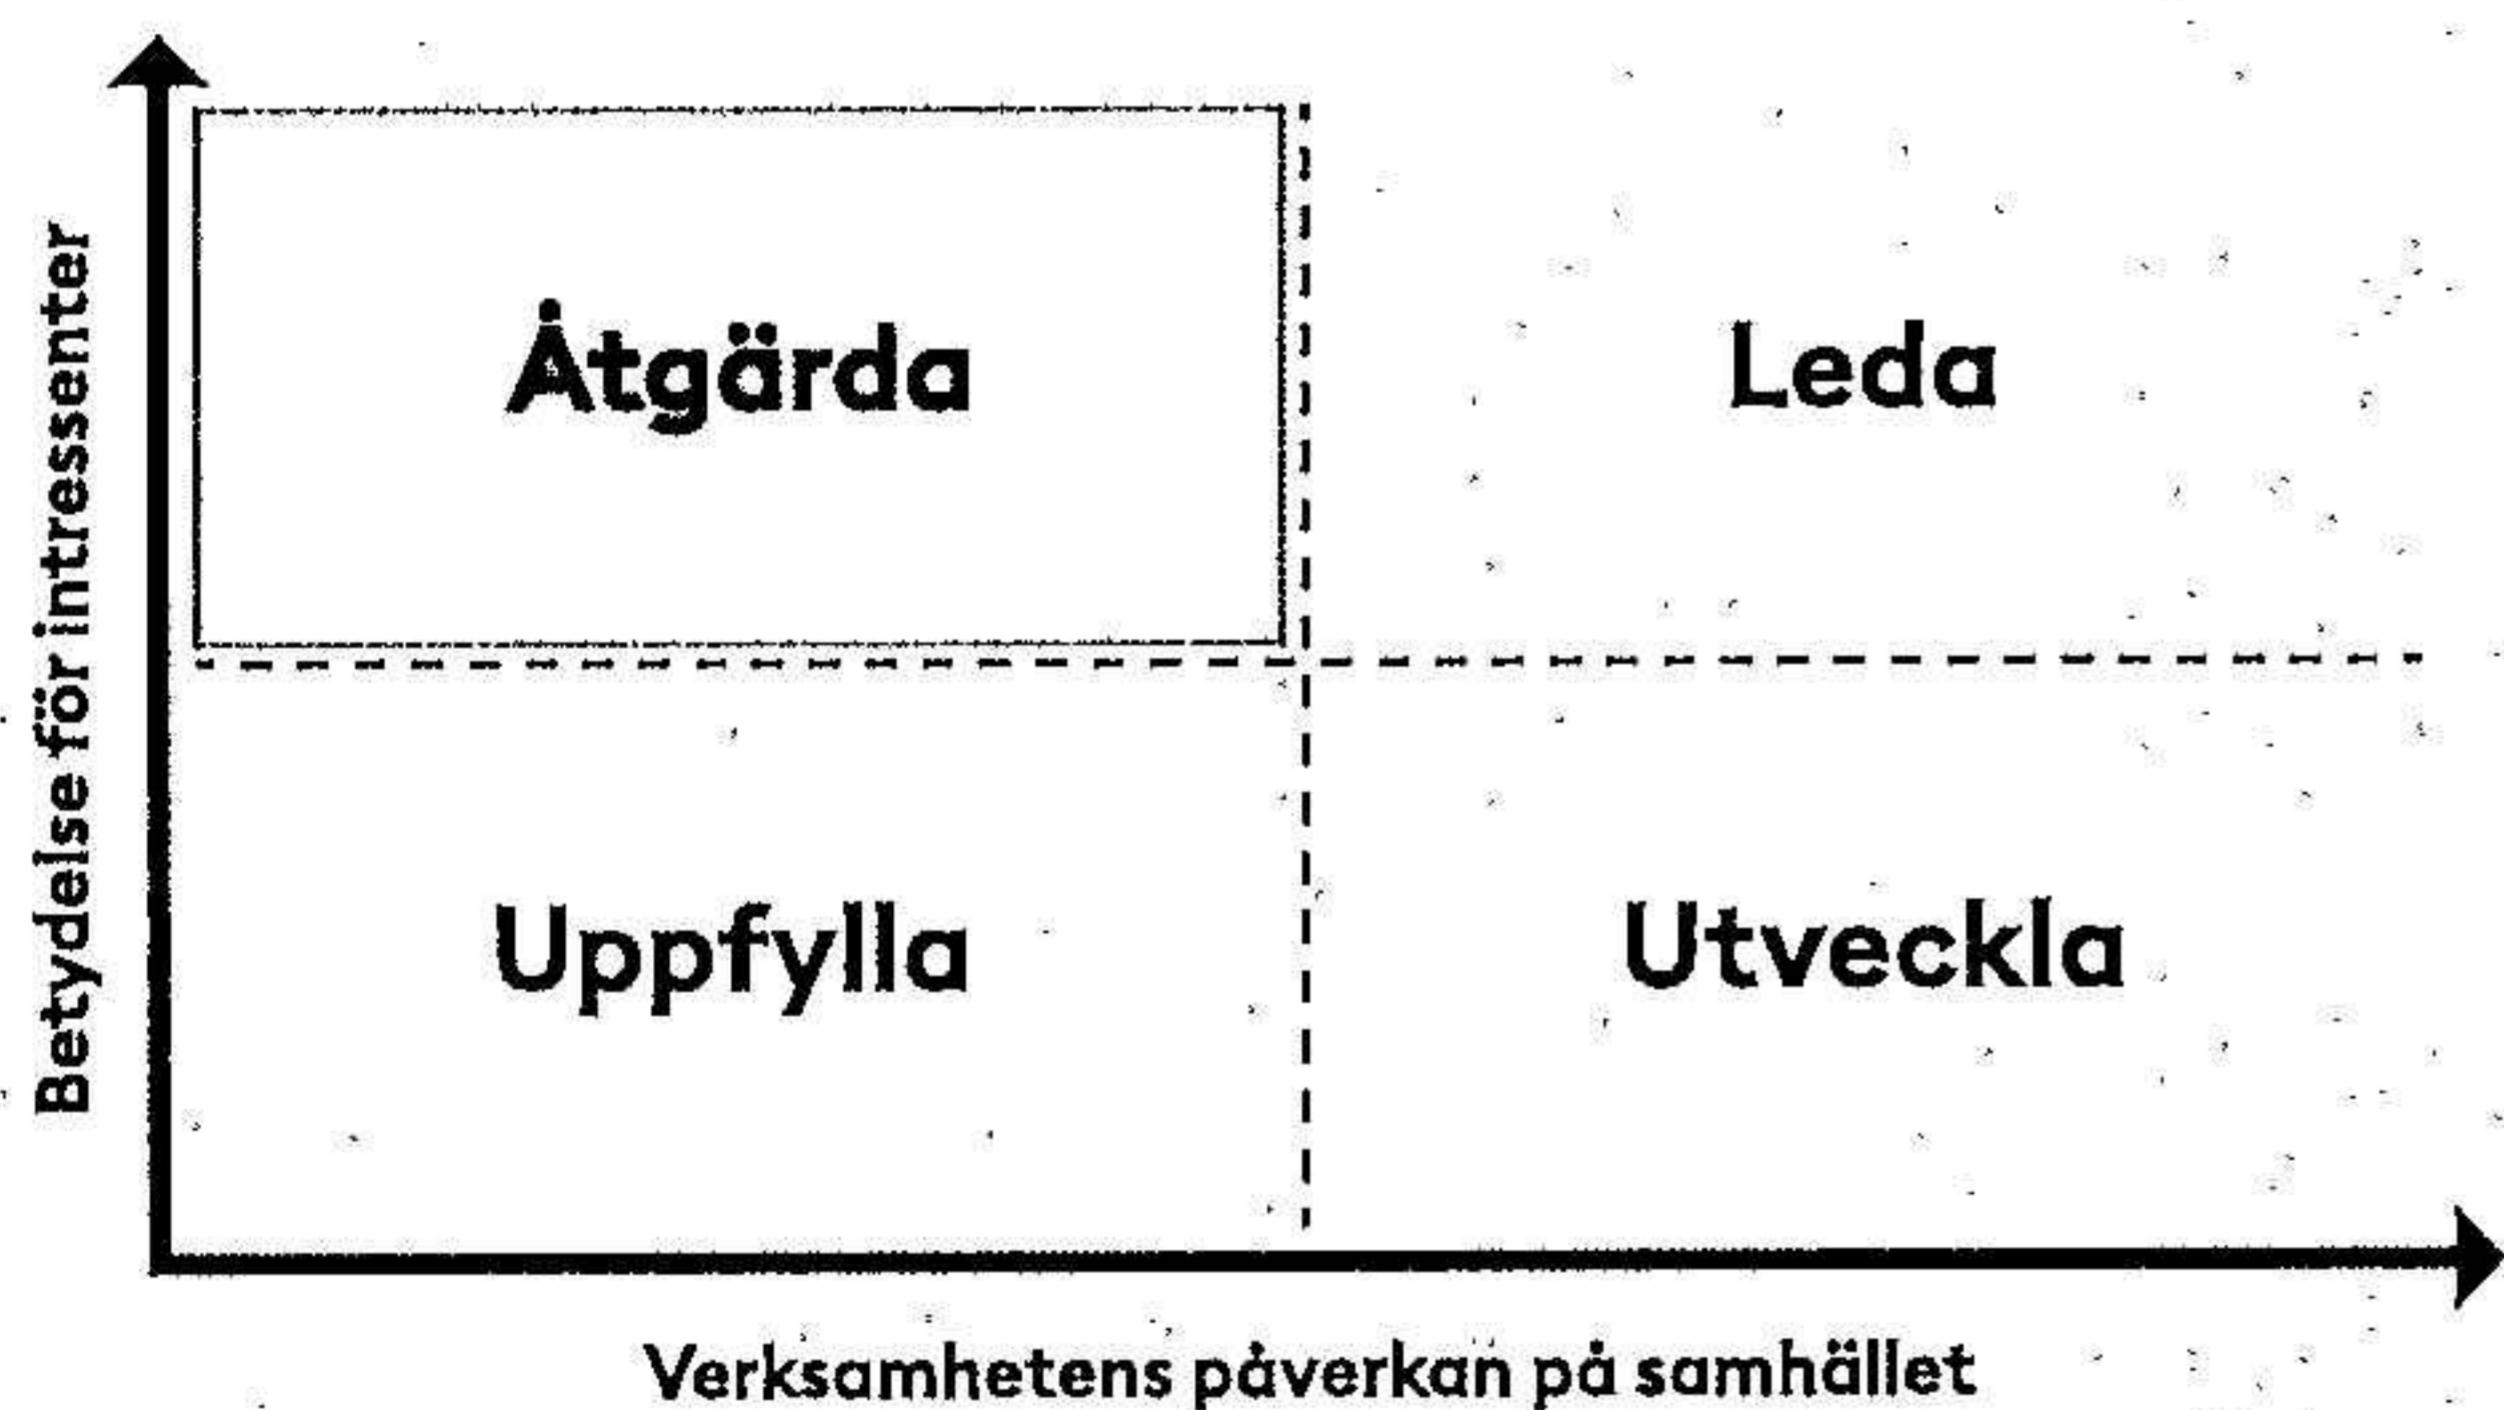 Betydelse för intressenter
Åtgärda
Leda
Uppfylla
Utveckla
Verksamhetens påverkan på samhället